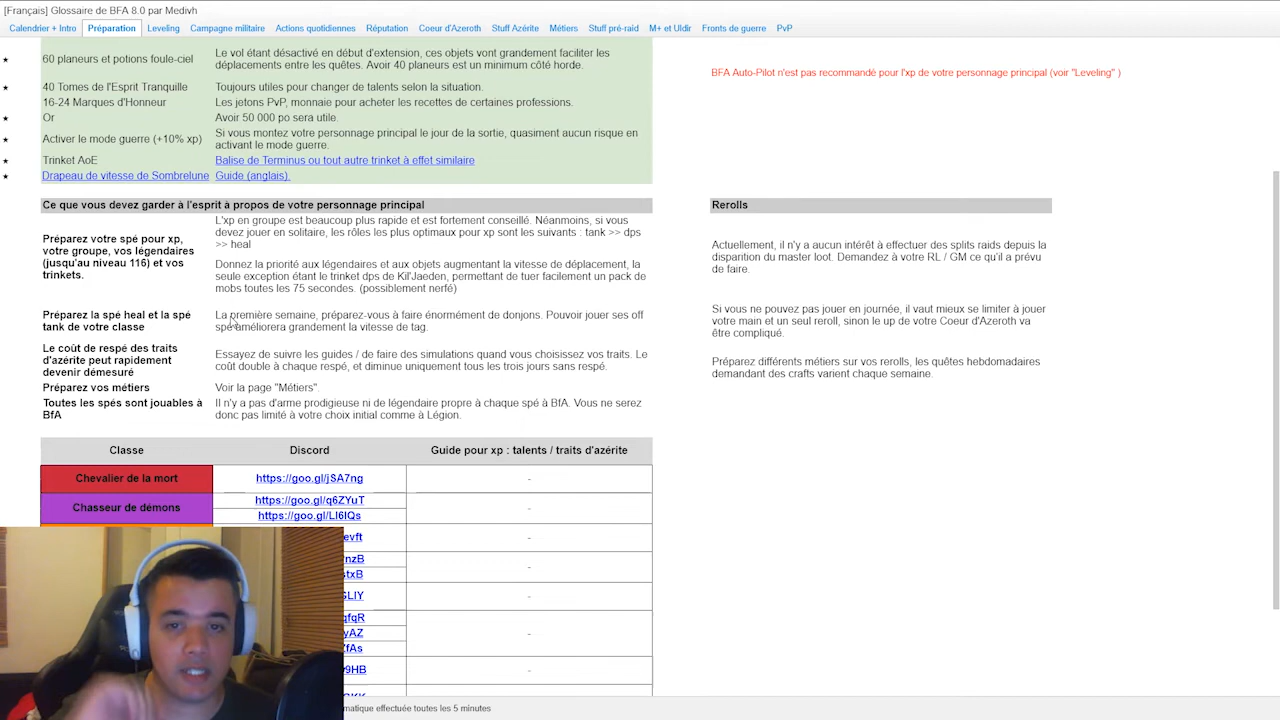 [Français] Glossaire de BFA 8.0 par Medivh
Calendrier + Intro Préparation Leveling Campagne militaire Actions quotidiennes Réputation Coeur d'Azeroth Stuff Azérite Métiers Stuff pré-raid M+ et Uldir Fronts de guerre PvP
★ 60 planeurs et potions foule-ciel
Le vol étant désactivé en début d'extension, ces objets vont grandement faciliter les
déplacements entre les quêtes. Avoir 40 planeurs est un minimum côté horde.
★ 40 Tomes de l'Esprit Tranquille Toujours utiles pour changer de talents selon la situation.
16-24 Marques d'Honneur Les jetons PvP, monnaie pour acheter les recettes de certaines professions.
★ Or Avoir 50 000 po sera utile.
★ Activer le mode guerre (+10% xp)
Si vous montez votre personnage principal le jour de la sortie, quasiment aucun risque en
activant le mode guerre.
★ Trinket AoE Balise de Terminus ou tout autre trinket à effet similaire
★ Drapeau de vitesse de Sombrelune Guide (anglais).
BFA Auto-Pilot n'est pas recommandé pour l'xp de votre personnage principal (voir "Leveling" )
Ce que vous devez garder à l'esprit à propos de votre personnage principal
Préparez votre spé pour xp,
votre groupe, vos légendaires
(jusqu'au niveau 116) et vos
trinkets.
L'xp en groupe est beaucoup plus rapide et est fortement conseillé. Néanmoins, si vous
devez jouer en solitaire, les rôles les plus optimaux pour xp sont les suivants : tank >> dps
>> heal
Donnez la priorité aux légendaires et aux objets augmentant la vitesse de déplacement, la
seule exception étant le trinket dps de Kil'Jaeden, permettant de tuer facilement un pack de
mobs toutes les 75 secondes. (possiblement nerfé)
Préparez la spé heal et la spé
tank de votre classe
La première semaine, préparez-vous à faire énormément de donjons. Pouvoir jouer ses off
spé améliorera grandement la vitesse de tag.
Le coût de respé des traits
d'azérite peut rapidement
devenir démesuré
Essayez de suivre les guides / de faire des simulations quand vous choisissez vos traits. Le
coût double à chaque respé, et diminue uniquement tous les trois jours sans respé.
Préparez vos métiers Voir la page "Métiers".
Toutes les spés sont jouables à
BfA
Il n'y a pas d'arme prodigieuse ni de légendaire propre à chaque spé à BfA. Vous ne serez
donc pas limité à votre choix initial comme à Légion.
Rerolls
Actuellement, il n'y a aucun intérêt à effectuer des splits raids depuis la
disparition du master loot. Demandez à votre RL / GM ce qu'il a prévu
de faire.
Si vous ne pouvez pas jouer en journée, il vaut mieux se limiter à jouer
votre main et un seul reroll, sinon le up de votre Coeur d'Azeroth va
être compliqué.
Préparez différents métiers sur vos rerolls, les quêtes hebdomadaires
demandant des crafts varient chaque semaine.
Classe Discord Guide pour xp : talents / traits d'azérite
Chevalier de la mort https://goo.gl/jSA7ng -
Chasseur de démons https://goo.gl/q6ZYuT -
https://goo.gl/LI6IQs
evft -
nzB -
stxB
SLIY -
qfqR
yAZ -
ZfAs
v9HB -
matique effectuée toutes les 5 minutes